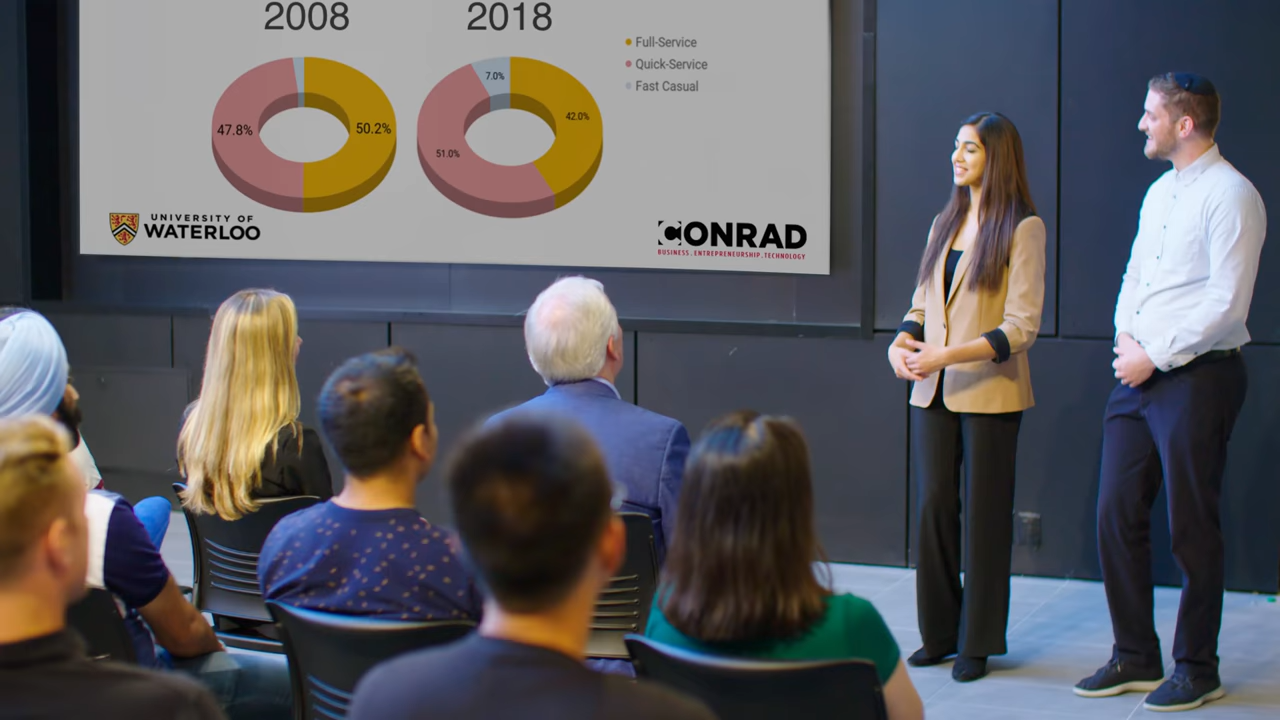 2008
2018
Full-Service
Quick-Service
Fast Casual
47.8%
50.2%
7.0%
42.0%
51.0%
UNIVERSITY OF
WATERLOO
CONRAD
BUSINESS . ENTREPRENEURSHIP . TECHNOLOGY